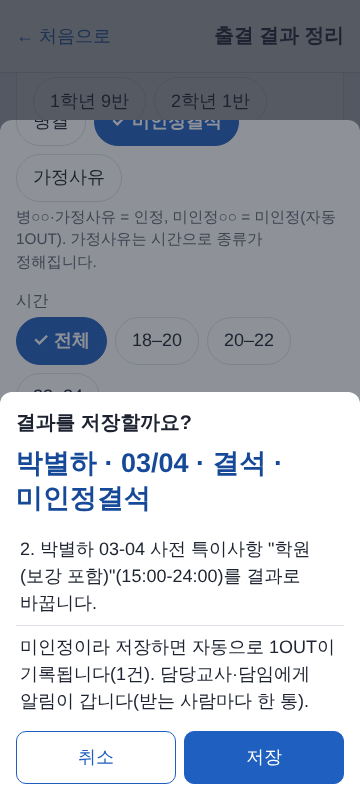 ← 처음으로
출결 결과 정리
1학년 9반
2학년 1반
병결
✓ 미인정결석
가정사유
병○○·가정사유 = 인정, 미인정○○ = 미인정(자동
1OUT). 가정사유는 시간으로 종류가
정해집니다.
시간
✓ 전체
18–20
20–22
결과를 저장할까요?
박별하 · 03/04 · 결석 ·
미인정결석
2. 박별하 03-04 사전 특이사항 "학원
(보강 포함)"(15:00-24:00)를 결과로
바꿉니다.
미인정이라 저장하면 자동으로 1OUT이
기록됩니다(1건). 담당교사·담임에게
알림이 갑니다(받는 사람마다 한 통).
취소
저장